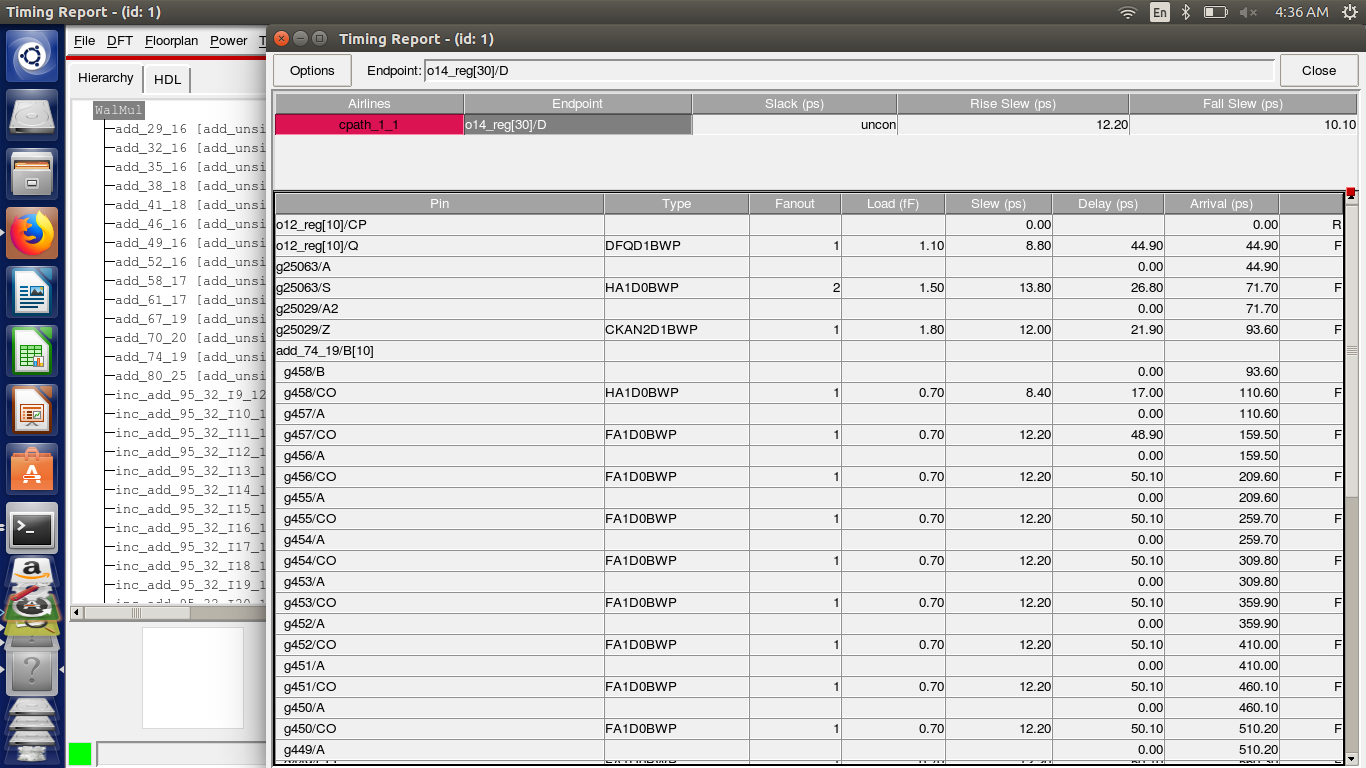 Timing Report - (id: 1)
En
4:36 AM
File DFT Floorplan Power
Hierarchy HDL
WalMul
add_29_16 [add_unsi
add_32_16 [add_unsi
add_35_16 [add_unsi
add_38_18 [add_unsi
add_41_18 [add_unsi
add_46_16 [add_unsi
add_49_16 [add_unsi
add_52_16 [add_unsi
add_58_17 [add_unsi
add_61_17 [add_unsi
add_67_19 [add_unsi
add_70_20 [add_unsi
add_74_19 [add_unsi
add_80_25 [add_unsi
inc_add_95_32_I9_12
inc_add_95_32_I10_1
inc_add_95_32_I11_1
inc_add_95_32_I12_1
inc_add_95_32_I13_1
inc_add_95_32_I14_1
inc_add_95_32_I15_1
inc_add_95_32_I16_1
inc_add_95_32_I17_1
inc_add_95_32_I18_1
inc_add_95_32_I19_1
Timing Report - (id: 1)
Options Endpoint: o14_reg[30]/D Close
Airlines Endpoint Slack (ps) Rise Slew (ps) Fall Slew (ps)
cpath_1_1 o14_reg[30]/D uncon 12.20 10.10
Pin Type Fanout Load (fF) Slew (ps) Delay (ps) Arrival (ps)
o12_reg[10]/CP 0.00 0.00 R
o12_reg[10]/Q DFQD1BWP 1 1.10 8.80 44.90 44.90 F
g25063/A 0.00 44.90
g25063/S HA1D0BWP 2 1.50 13.80 26.80 71.70 F
g25029/A2 0.00 71.70
g25029/Z CKAN2D1BWP 1 1.80 12.00 21.90 93.60 F
add_74_19/B[10]
g458/B 0.00 93.60
g458/CO HA1D0BWP 1 0.70 8.40 17.00 110.60 F
g457/A 0.00 110.60
g457/CO FA1D0BWP 1 0.70 12.20 48.90 159.50 F
g456/A 0.00 159.50
g456/CO FA1D0BWP 1 0.70 12.20 50.10 209.60 F
g455/A 0.00 209.60
g455/CO FA1D0BWP 1 0.70 12.20 50.10 259.70 F
g454/A 0.00 259.70
g454/CO FA1D0BWP 1 0.70 12.20 50.10 309.80 F
g453/A 0.00 309.80
g453/CO FA1D0BWP 1 0.70 12.20 50.10 359.90 F
g452/A 0.00 359.90
g452/CO FA1D0BWP 1 0.70 12.20 50.10 410.00 F
g451/A 0.00 410.00
g451/CO FA1D0BWP 1 0.70 12.20 50.10 460.10 F
g450/A 0.00 460.10
g450/CO FA1D0BWP 1 0.70 12.20 50.10 510.20 F
g449/A 0.00 510.20